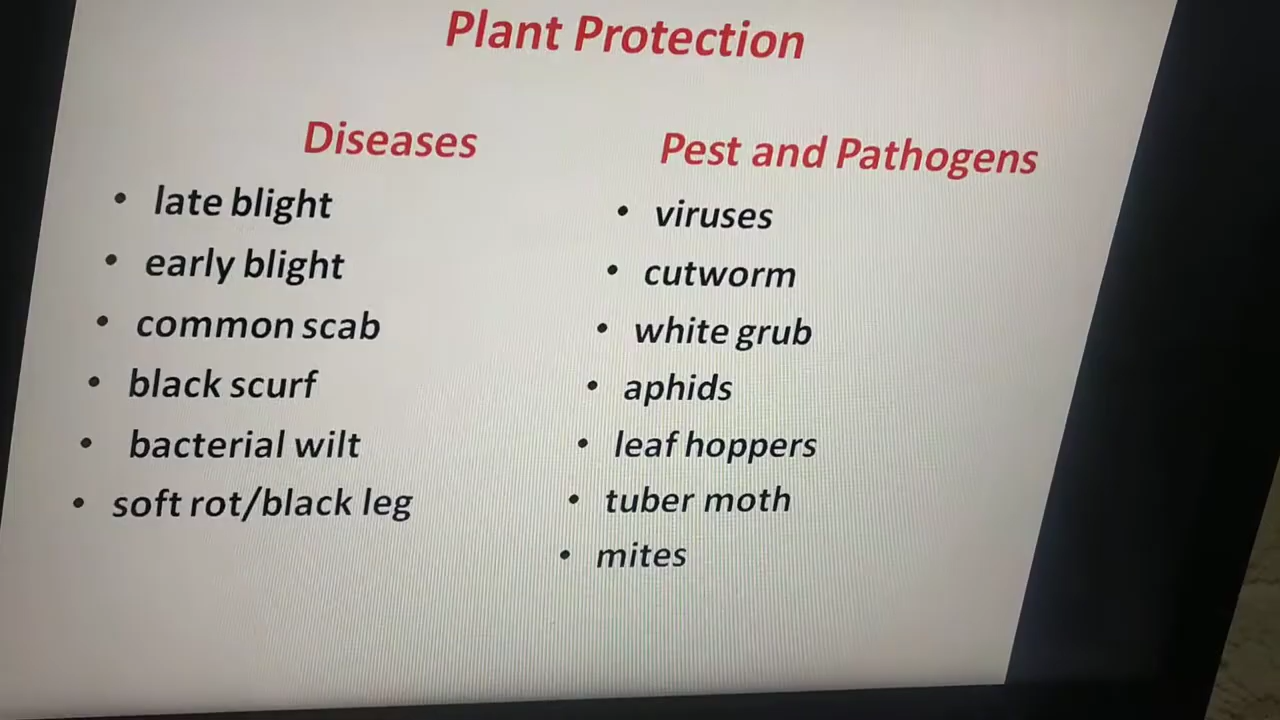 Plant Protection
Diseases
• late blight
• early blight
• common scab
• black scurf
• bacterial wilt
• soft rot/black leg
Pest and Pathogens
• viruses
• cutworm
• white grub
• aphids
• leaf hoppers
• tuber moth
• mites